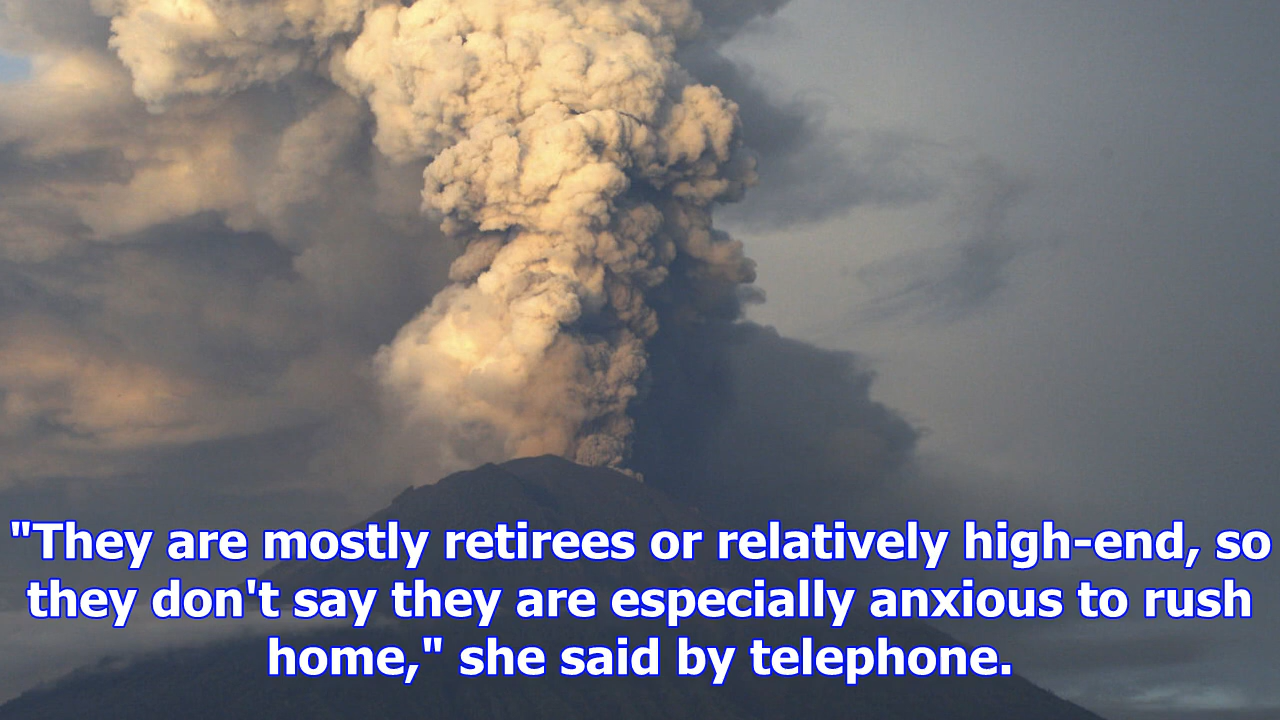 "They are mostly retirees or relatively high-end, so
they don't say they are especially anxious to rush
home," she said by telephone.